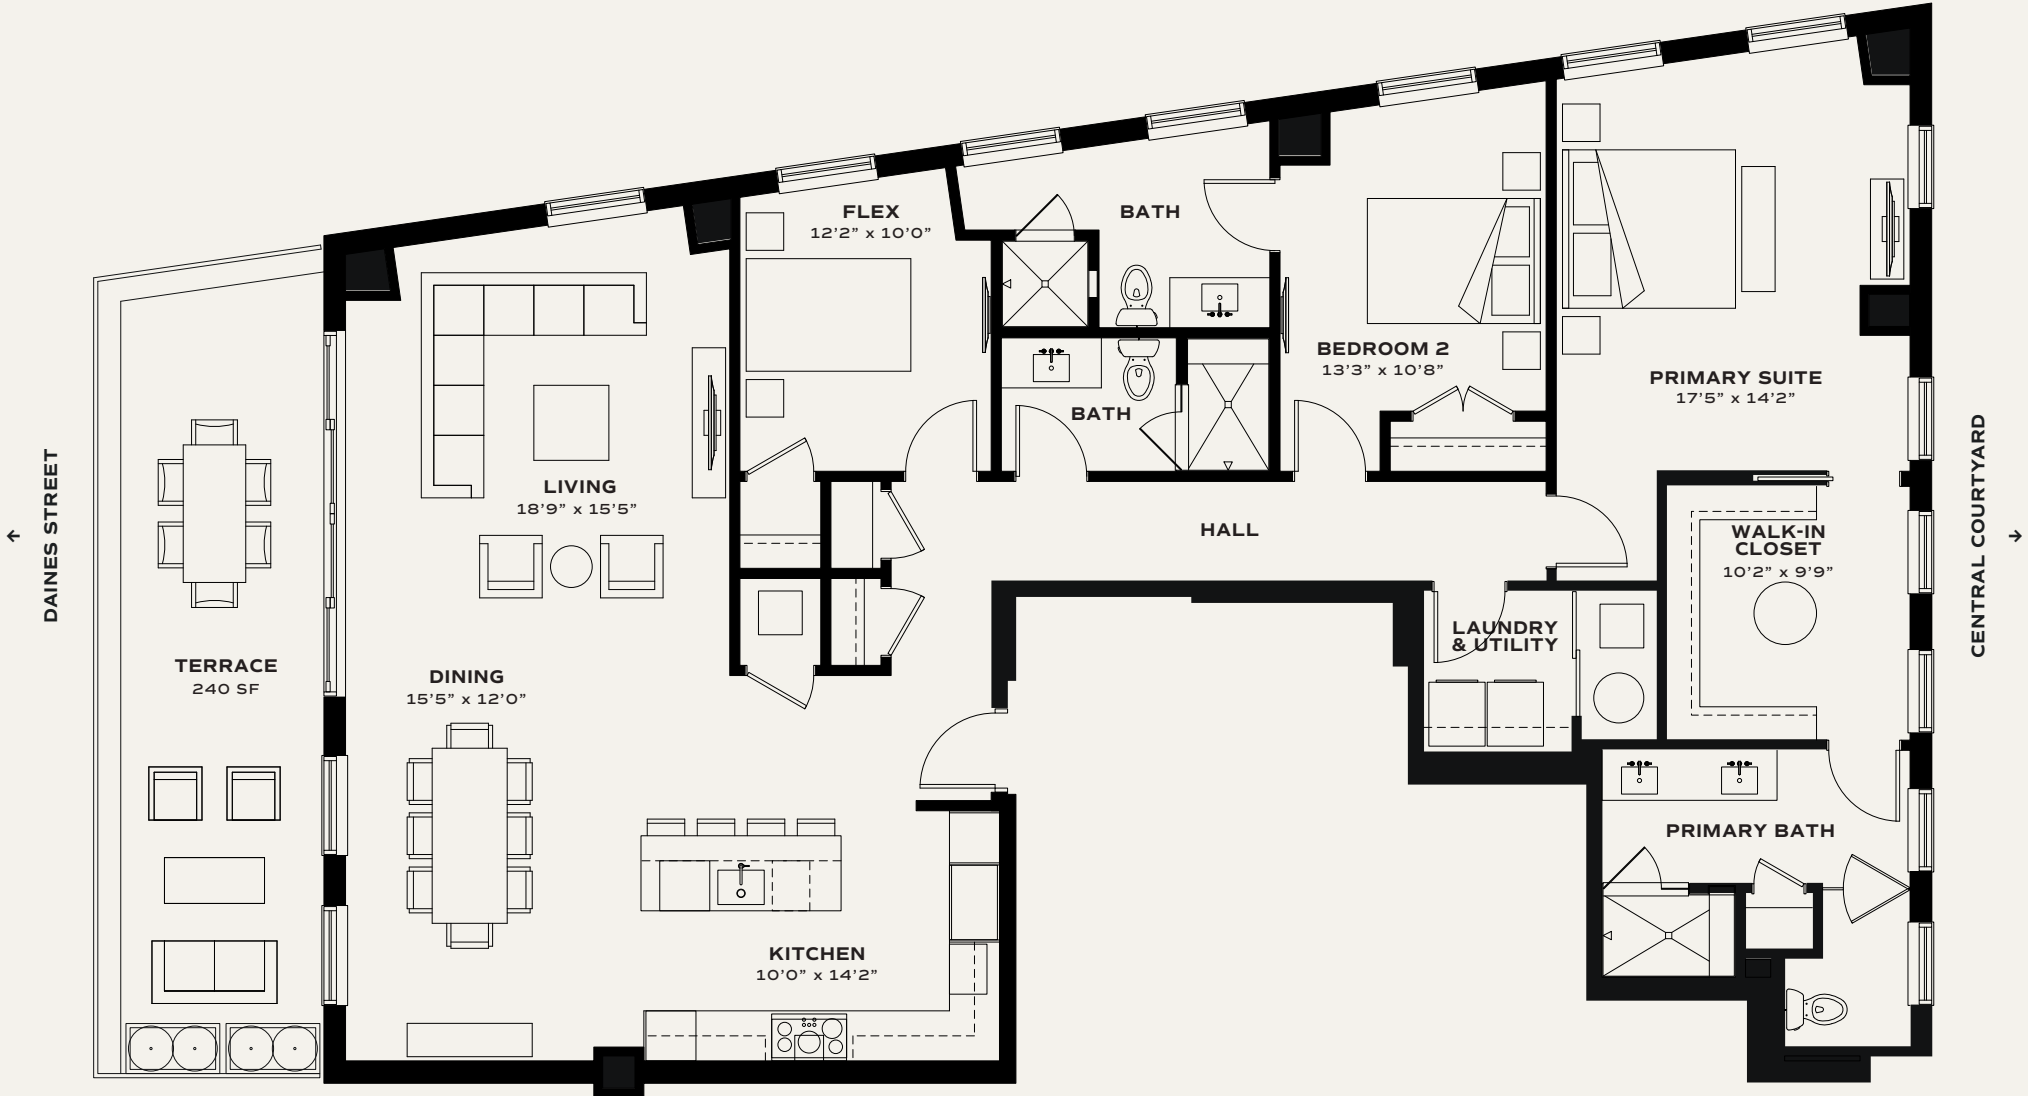 FLEX
12’2” x 10’0”
BATH
BEDROOM 2
13’3” x 10’8”
PRIMARY SUITE
17’5” x 14’2”
BATH
LIVING
18’9” x 15’5”
HALL
WALK-IN
CLOSET
10’2” x 9’9”
← DAINES STREET
CENTRAL COURTYARD →
LAUNDRY
& UTILITY
TERRACE
240 SF
DINING
15’5” x 12’0”
PRIMARY BATH
KITCHEN
10’0” x 14’2”